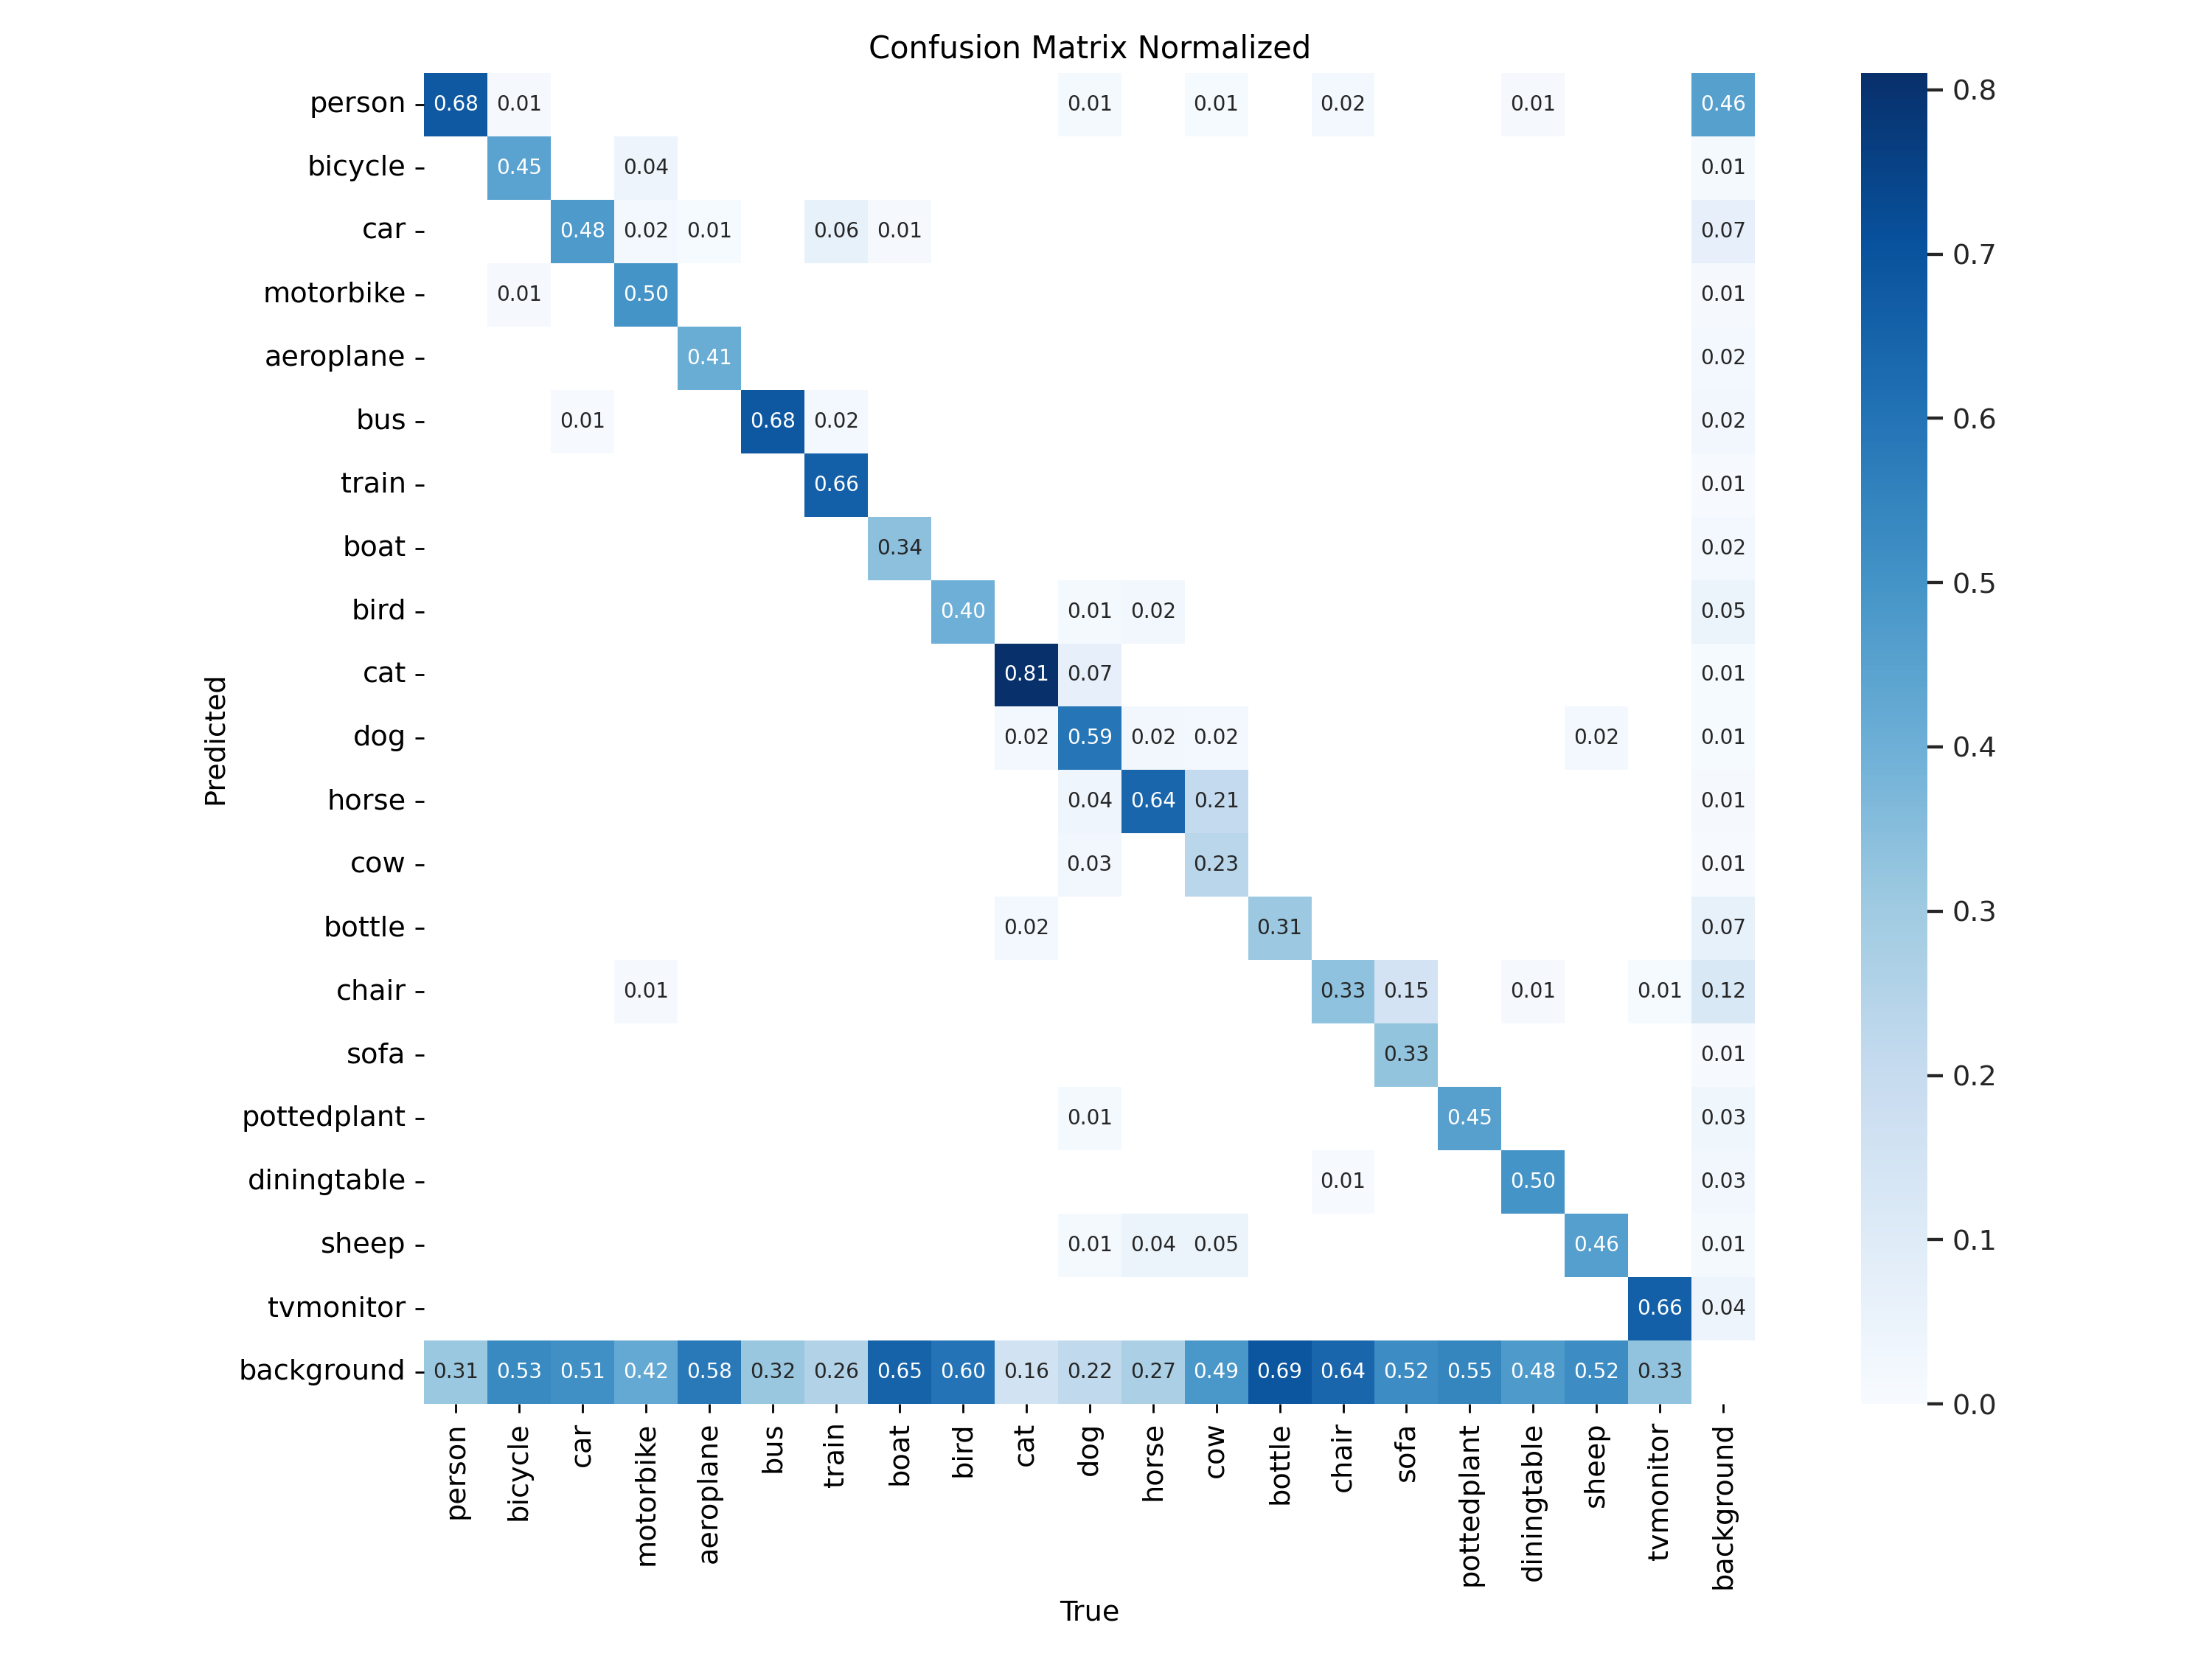 Confusion Matrix Normalized
person 0.68 0.01 0.01 0.01 0.02 0.01 0.46
bicycle 0.45 0.04 0.01
car 0.48 0.02 0.01 0.06 0.01 0.07
motorbike 0.01 0.50 0.01
aeroplane 0.41 0.02
bus 0.01 0.68 0.02 0.02
train 0.66 0.01
boat 0.34 0.02
bird 0.40 0.01 0.02 0.05
cat 0.81 0.07 0.01
dog 0.02 0.59 0.02 0.02 0.02 0.01
horse 0.04 0.64 0.21 0.01
cow 0.03 0.23 0.01
bottle 0.02 0.31 0.07
chair 0.01 0.33 0.15 0.01 0.01 0.12
sofa 0.33 0.01
pottedplant 0.01 0.45 0.03
diningtable 0.01 0.50 0.03
sheep 0.01 0.04 0.05 0.46 0.01
tvmonitor 0.66 0.04
background 0.31 0.53 0.51 0.42 0.58 0.32 0.26 0.65 0.60 0.16 0.22 0.27 0.49 0.69 0.64 0.52 0.55 0.48 0.52 0.33
Predicted
person bicycle car motorbike aeroplane bus train boat bird cat dog horse cow bottle chair sofa pottedplant diningtable sheep tvmonitor background
True
0.8
0.7
0.6
0.5
0.4
0.3
0.2
0.1
0.0